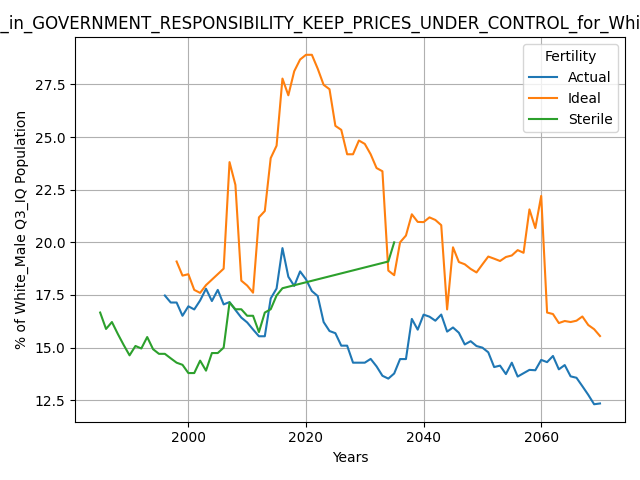 _in_GOVERNMENT_RESPONSIBILITY_KEEP_PRICES_UNDER_CONTROL_for_Whi
Fertility
Actual
Ideal
Sterile
% of White_Male Q3_IQ Population
27.5
25.0
22.5
20.0
17.5
15.0
12.5
2000 2020 2040 2060
Years